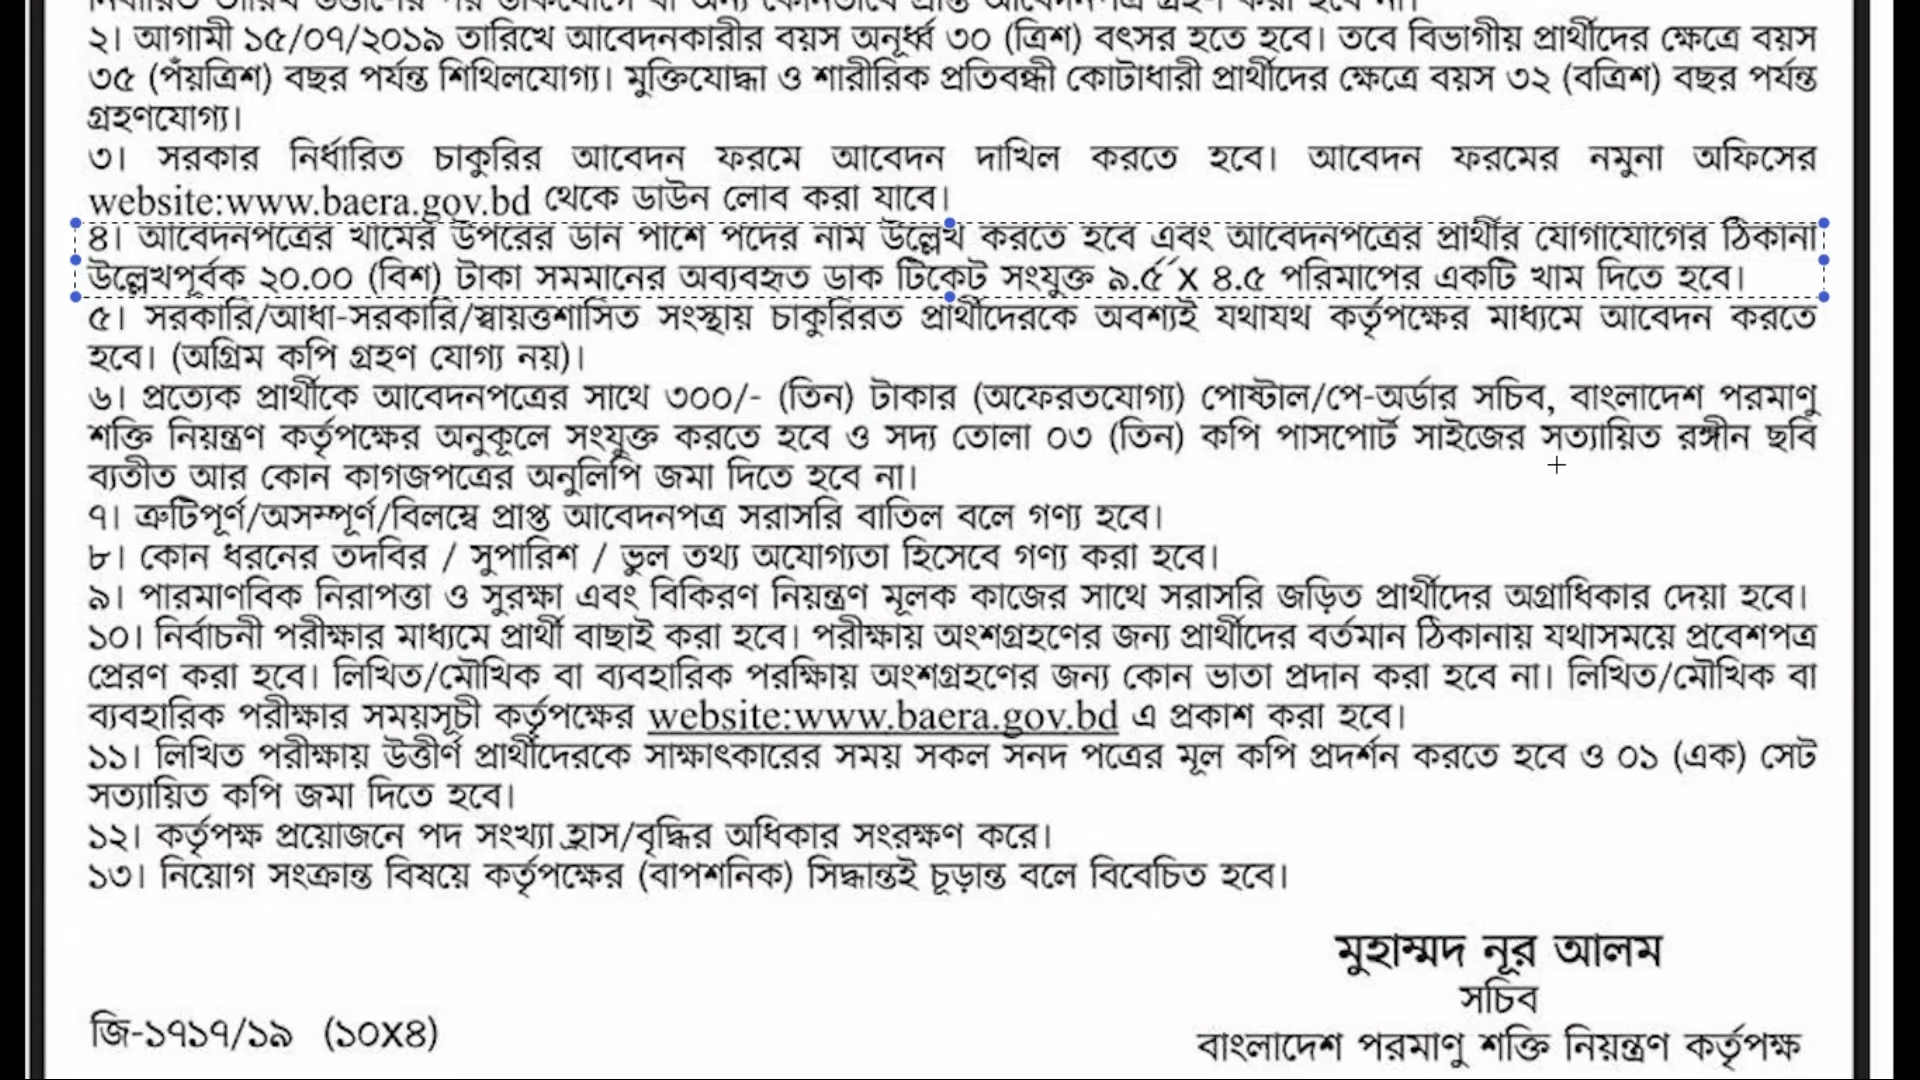 নির্ধারিত তারিখ উত্তীর্ণের পর ডাকযোগে বা অন্য কোনভাবে প্রাপ্ত আবেদনপত্র গ্রহণ করা হবে না।
২। আগামী ১৫/০৭/২০১৯ তারিখে আবেদনকারীর বয়স অনূর্ধ্ব ৩০ (ত্রিশ) বৎসর হতে হবে। তবে বিভাগীয় প্রার্থীদের ক্ষেত্রে বয়স
৩৫ (পঁয়ত্রিশ) বছর পর্যন্ত শিথিলযোগ্য। মুক্তিযোদ্ধা ও শারীরিক প্রতিবন্ধী কোটাধারী প্রার্থীদের ক্ষেত্রে বয়স ৩২ (বত্রিশ) বছর পর্যন্ত
গ্রহণযোগ্য।
৩। সরকার নির্ধারিত চাকুরির আবেদন ফরমে আবেদন দাখিল করতে হবে। আবেদন ফরমের নমুনা অফিসের
website:www.baera.gov.bd থেকে ডাউন লোব করা যাবে।
৪। আবেদনপত্রের খামের উপরের ডান পাশে পদের নাম উল্লেখ করতে হবে এবং আবেদনপত্রের প্রার্থীর যোগাযোগের ঠিকানা
উল্লেখপূর্বক ২০.০০ (বিশ) টাকা সমমানের অব্যবহৃত ডাক টিকেট সংযুক্ত ৯.৫˝X ৪.৫ পরিমাপের একটি খাম দিতে হবে।
৫। সরকারি/আধা-সরকারি/স্বায়ত্তশাসিত সংস্থায় চাকুরিরত প্রার্থীদেরকে অবশ্যই যথাযথ কর্তৃপক্ষের মাধ্যমে আবেদন করতে
হবে। (অগ্রিম কপি গ্রহণ যোগ্য নয়)।
৬। প্রত্যেক প্রার্থীকে আবেদনপত্রের সাথে ৩০০/- (তিন) টাকার (অফেরতযোগ্য) পোষ্টাল/পে-অর্ডার সচিব, বাংলাদেশ পরমাণু
শক্তি নিয়ন্ত্রণ কর্তৃপক্ষের অনুকূলে সংযুক্ত করতে হবে ও সদ্য তোলা ০৩ (তিন) কপি পাসপোর্ট সাইজের সত্যায়িত রঙ্গীন ছবি
ব্যতীত আর কোন কাগজপত্রের অনুলিপি জমা দিতে হবে না।
৭। ত্রুটিপূর্ণ/অসম্পূর্ণ/বিলম্বে প্রাপ্ত আবেদনপত্র সরাসরি বাতিল বলে গণ্য হবে।
৮। কোন ধরনের তদবির / সুপারিশ / ভুল তথ্য অযোগ্যতা হিসেবে গণ্য করা হবে।
৯। পারমাণবিক নিরাপত্তা ও সুরক্ষা এবং বিকিরণ নিয়ন্ত্রণ মূলক কাজের সাথে সরাসরি জড়িত প্রার্থীদের অগ্রাধিকার দেয়া হবে।
১০। নির্বাচনী পরীক্ষার মাধ্যমে প্রার্থী বাছাই করা হবে। পরীক্ষায় অংশগ্রহণের জন্য প্রার্থীদের বর্তমান ঠিকানায় যথাসময়ে প্রবেশপত্র
প্রেরণ করা হবে। লিখিত/মৌখিক বা ব্যবহারিক পরক্ষিায় অংশগ্রহণের জন্য কোন ভাতা প্রদান করা হবে না। লিখিত/মৌখিক বা
ব্যবহারিক পরীক্ষার সময়সূচী কর্তৃপক্ষের website:www.baera.gov.bd এ প্রকাশ করা হবে।
১১। লিখিত পরীক্ষায় উত্তীর্ণ প্রার্থীদেরকে সাক্ষাৎকারের সময় সকল সনদ পত্রের মূল কপি প্রদর্শন করতে হবে ও ০১ (এক) সেট
সত্যায়িত কপি জমা দিতে হবে।
১২। কর্তৃপক্ষ প্রয়োজনে পদ সংখ্যা হ্রাস/বৃদ্ধির অধিকার সংরক্ষণ করে।
১৩। নিয়োগ সংক্রান্ত বিষয়ে কর্তৃপক্ষের (বাপশনিক) সিদ্ধান্তই চূড়ান্ত বলে বিবেচিত হবে।
মুহাম্মদ নূর আলম
সচিব
জি-১৭১৭/১৯ (১০X৪)
বাংলাদেশ পরমাণু শক্তি নিয়ন্ত্রণ কর্তৃপক্ষ